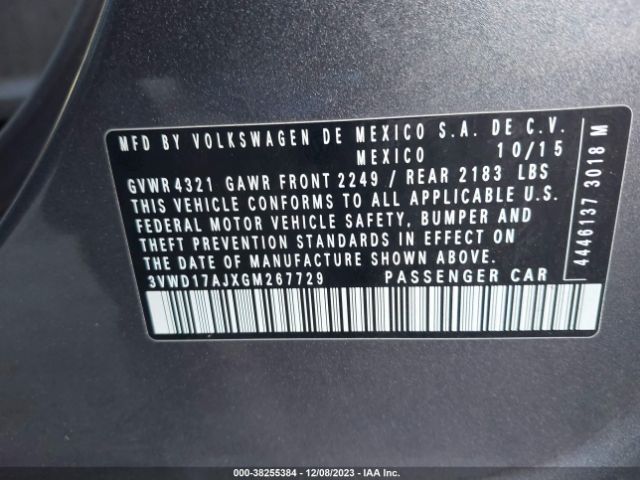 MFD BY VOLKSWAGEN DE MEXICO S.A. DE C.V.
MEXICO 10/15
GVWR 4321 GAWR FRONT 2249 / REAR 2183 LBS
THIS VEHICLE CONFORMS TO ALL APPLICABLE U.S.
FEDERAL MOTOR VEHICLE SAFETY, BUMPER AND
THEFT PREVENTION STANDARDS IN EFFECT ON
THE DATE OF MANUFACTURE SHOWN ABOVE.
3VWD17AJXGM267729 PASSENGER CAR
4446137 3018 M
000-38255384 | 12/08/2023 - IAA Inc.